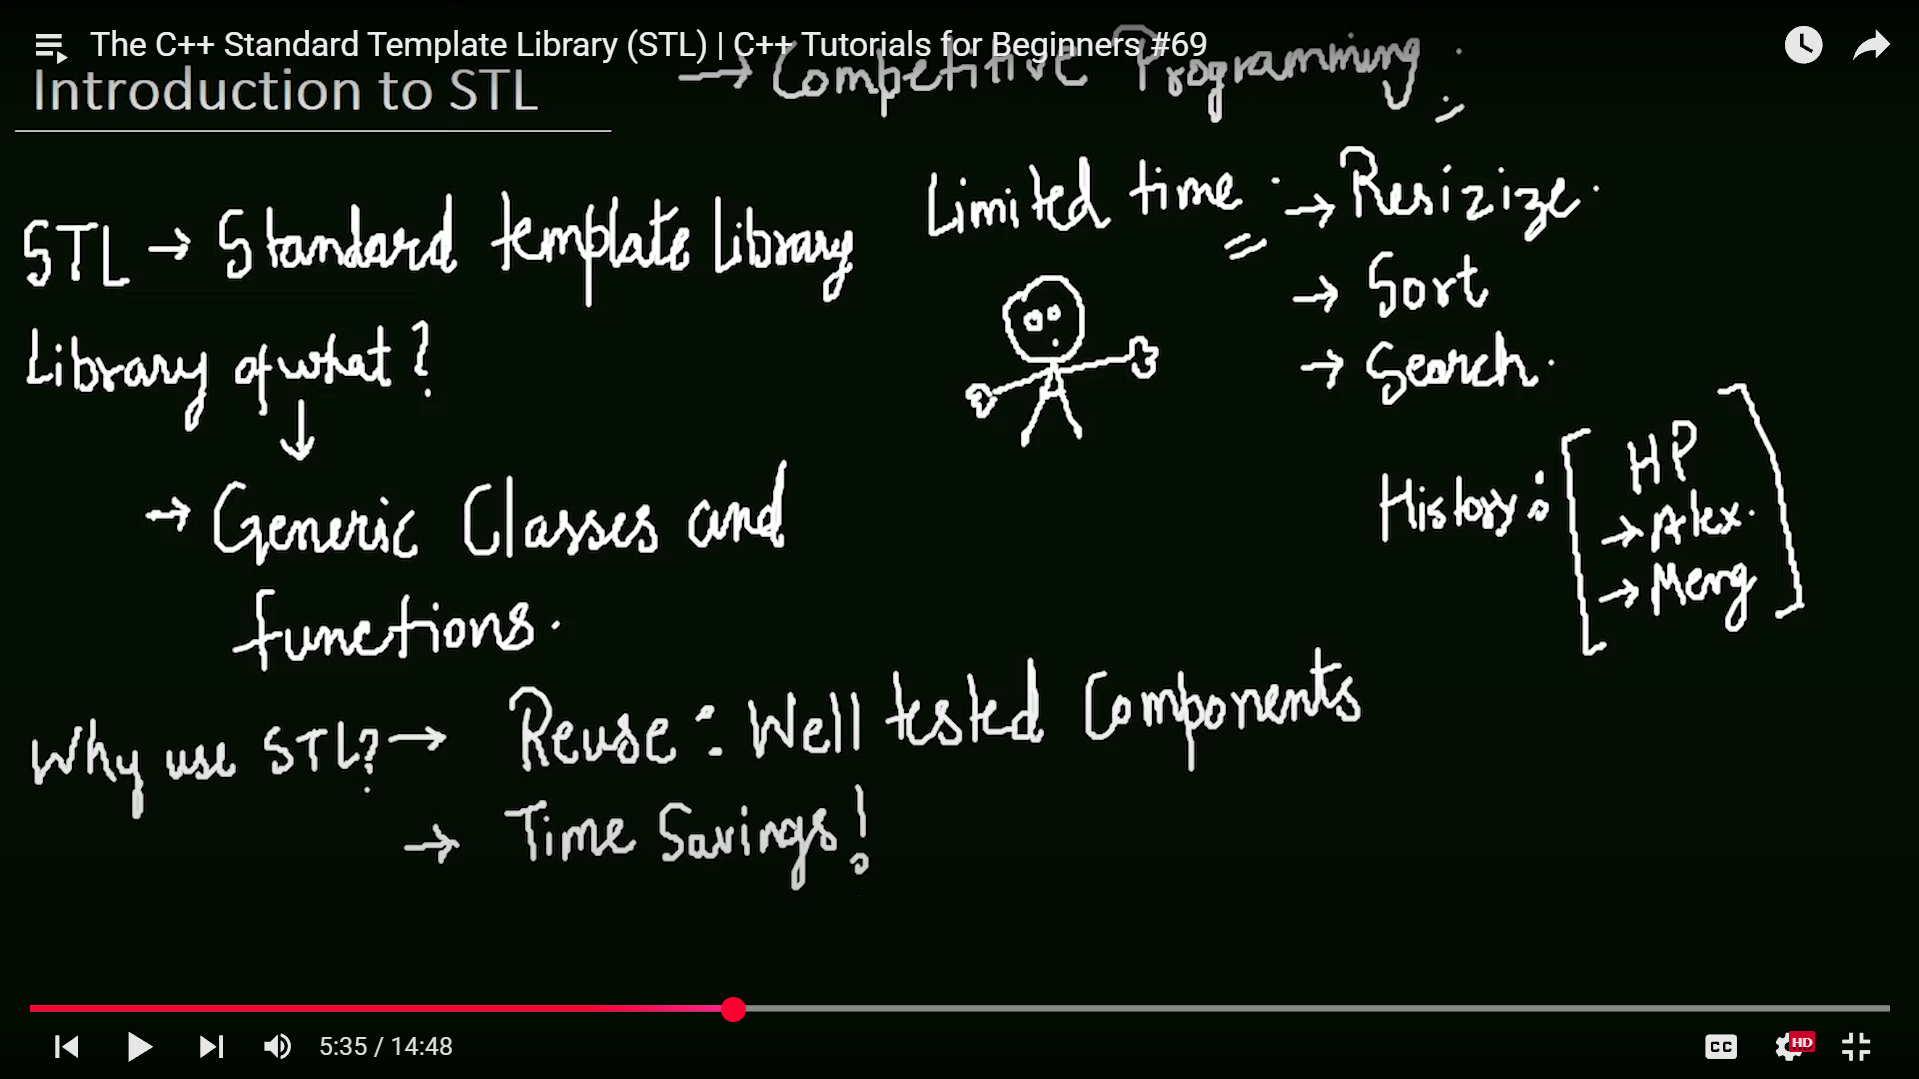 The C++ Standard Template Library (STL) | C++ Tutorials for Beginners #69
Introduction to STL
→ Competitive Programming
STL → Standard template Library
Library of what?
→ Generic Classes and
functions.
Limited time → Resizize
→ Sort
→ Search.
History: [ HP
→ Alex.
→ Merg ]
Why use STL? → Reuse: Well tested Components
→ Time Savings!
5:35 / 14:48
CC
HD